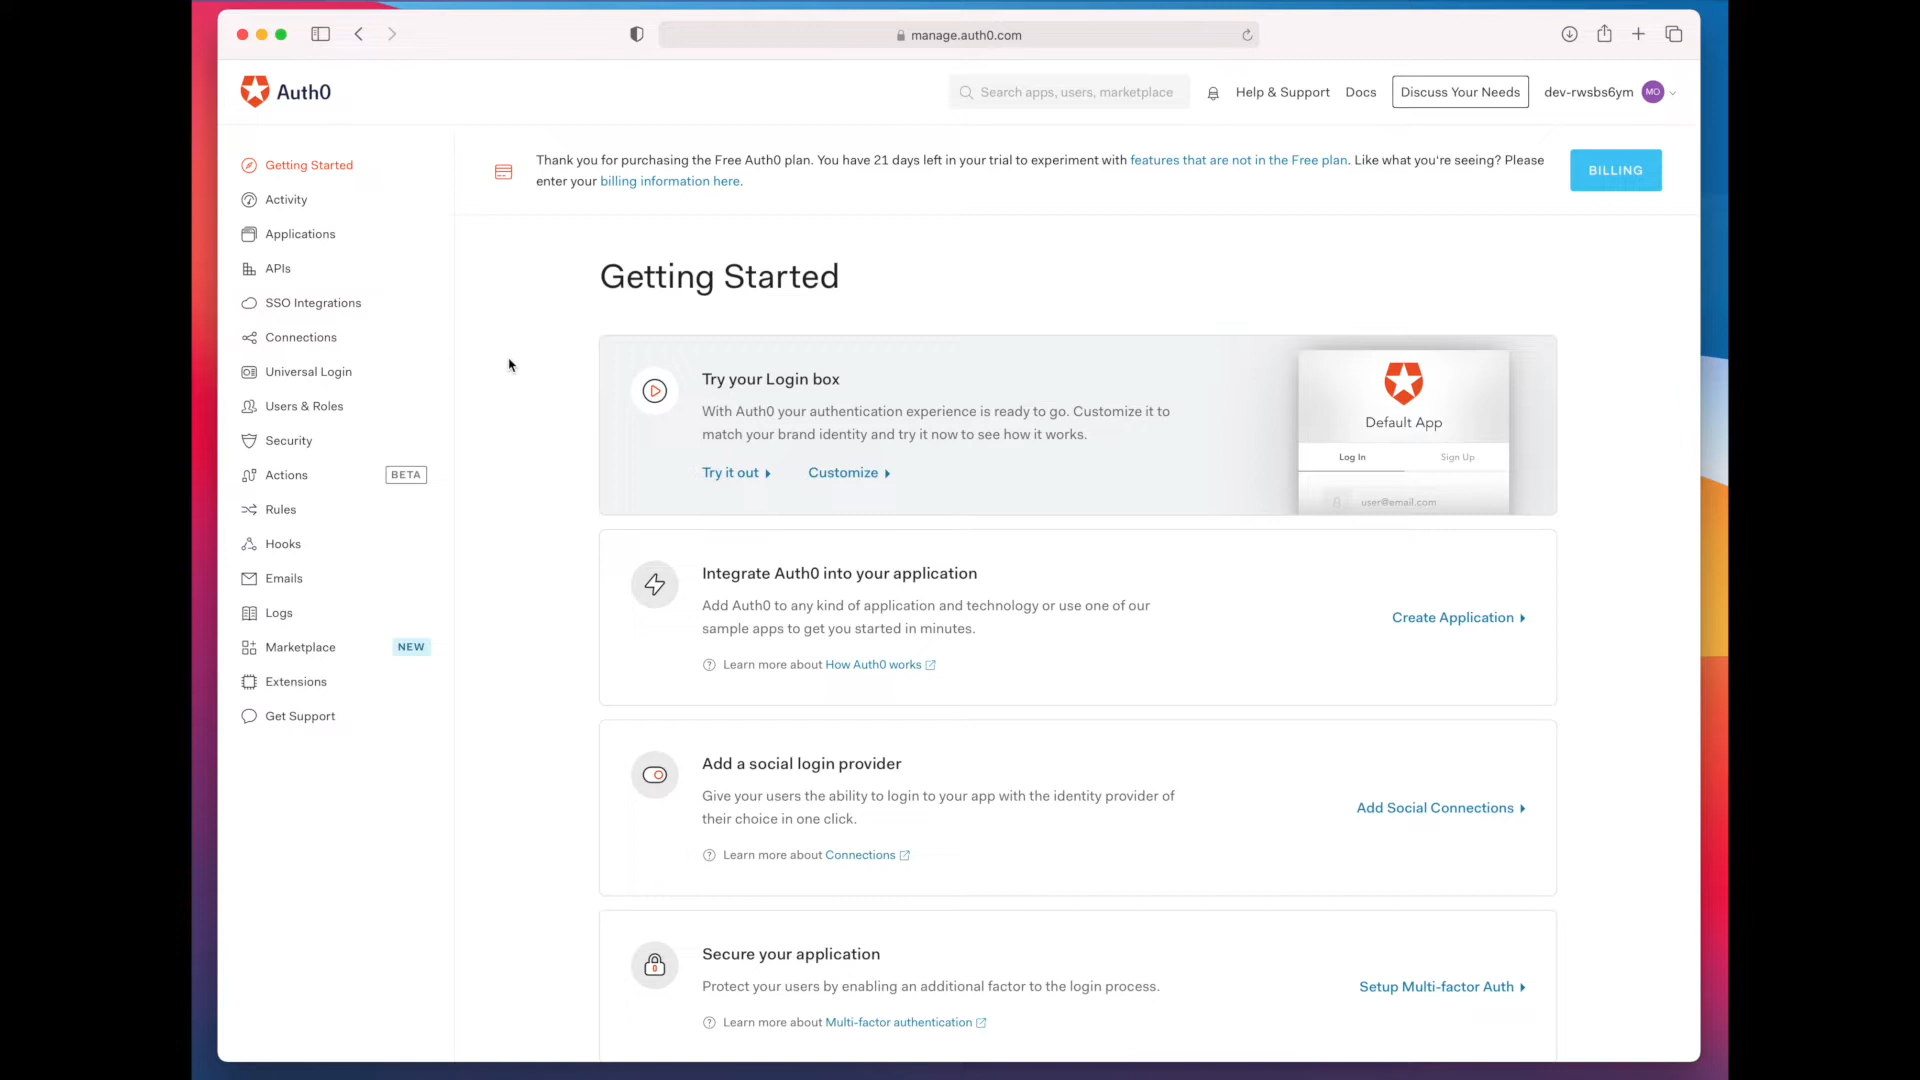 manage.auth0.com
Auth0
Search apps, users, marketplace
Help & Support
Docs
Discuss Your Needs
dev-rwsbs6ym
MO
Getting Started
Activity
Applications
APIs
SSO Integrations
Connections
Universal Login
Users & Roles
Security
Actions
BETA
Rules
Hooks
Emails
Logs
Marketplace
NEW
Extensions
Get Support
Thank you for purchasing the Free Auth0 plan. You have 21 days left in your trial to experiment with features that are not in the Free plan. Like what you're seeing? Please
enter your billing information here.
BILLING
Getting Started
Try your Login box
With Auth0 your authentication experience is ready to go. Customize it to
match your brand identity and try it now to see how it works.
Try it out
Customize
Default App
Log In
Sign Up
user@email.com
Integrate Auth0 into your application
Add Auth0 to any kind of application and technology or use one of our
sample apps to get you started in minutes.
Learn more about How Auth0 works
Create Application
Add a social login provider
Give your users the ability to login to your app with the identity provider of
their choice in one click.
Learn more about Connections
Add Social Connections
Secure your application
Protect your users by enabling an additional factor to the login process.
Learn more about Multi-factor authentication
Setup Multi-factor Auth